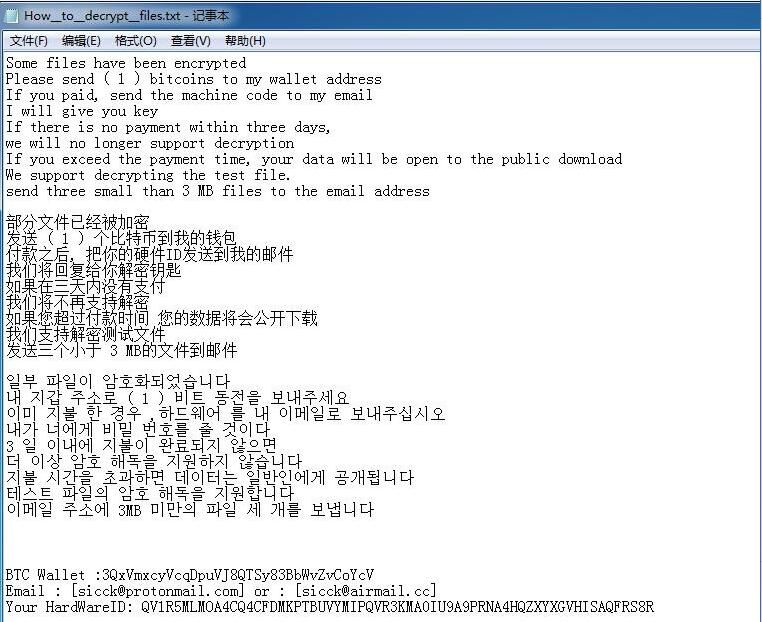 How__to__decrypt__files.txt - 记事本
文件(F) 编辑(E) 格式(O) 查看(V) 帮助(H)
Some files have been encrypted
Please send ( 1 ) bitcoins to my wallet address
If you paid, send the machine code to my email
I will give you key
If there is no payment within three days,
we will no longer support decryption
If you exceed the payment time, your data will be open to the public download
We support decrypting the test file.
send three small than 3 MB files to the email address
部分文件已经被加密
发送 ( 1 ) 个比特币到我的钱包
付款之后, 把你的硬件ID发送到我的邮件
我们将回复给你解密钥匙
如果在三天内没有支付
我们将不再支持解密
如果您超过付款时间 您的数据将会公开下载
我们支持解密测试文件
发送三个小于 3 MB的文件到邮件
일부 파일이 암호화되었습니다
내 지갑 주소로 ( 1 ) 비트 동전을 보내주세요
이미 지불 한 경우 ,하드웨어 를 내 이메일로 보내주십시오
내가 너에게 비밀 번호를 줄 것이다
3 일 이내에 지불이 완료되지 않으면
더 이상 암호 해독을 지원하지 않습니다
지불 시간을 초과하면 데이터는 일반인에게 공개됩니다
테스트 파일의 암호 해독을 지원합니다
이메일 주소에 3MB 미만의 파일 세 개를 보냅니다
BTC Wallet :3QxVmxcyVcqDpuVJ8QTSy83BbWvZvCoYcV
Email : [sicck@protonmail.com] or : [sicck@airmail.cc]
Your HardWareID: QV1R5MLMOA4CQ4CFDMKPTBUVYMIPQVR3KMA0IU9A9PRNA4HQZXYXGVHISAQFRS8R